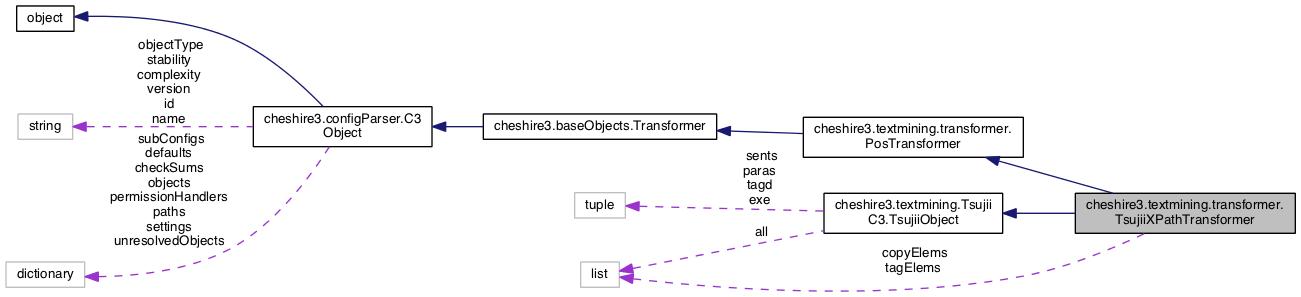 object
objectType
stability
complexity
version
id
name
string
subConfigs
defaults
checkSums
objects
permissionHandlers
paths
settings
unresolvedObjects
dictionary
cheshire3.configParser.C3
Object
cheshire3.baseObjects.Transformer
cheshire3.textmining.transformer.
PosTransformer
sents
paras
tagd
exe
tuple
all
list
cheshire3.textmining.Tsujii
C3.TsujiiObject
copyElems
tagElems
cheshire3.textmining.transformer.
TsujiiXPathTransformer